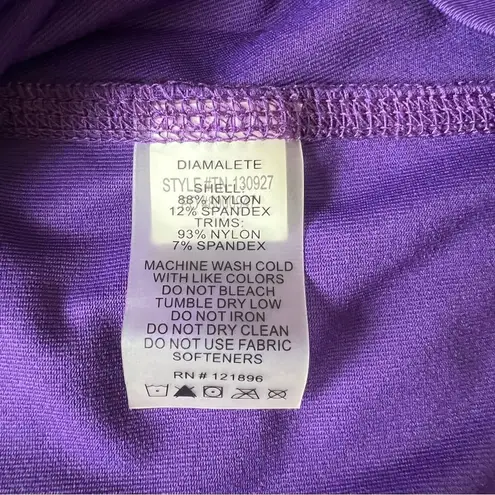 DIAMALETE
STYLE #TN 130927
SHELL:
88% NYLON
12% SPANDEX
TRIMS:
93% NYLON
7% SPANDEX
MACHINE WASH COLD
WITH LIKE COLORS
DO NOT BLEACH
TUMBLE DRY LOW
DO NOT IRON
DO NOT DRY CLEAN
DO NOT USE FABRIC
SOFTENERS
RN # 121896